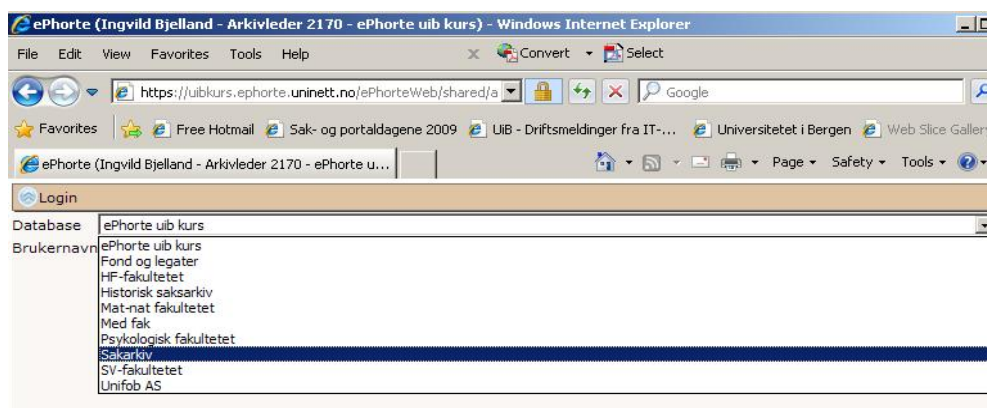 ePhorte (Ingvild Bjelland - Arkivleder 2170 - ePhorte uib kurs) - Windows Internet Explorer
File Edit View Favorites Tools Help Convert Select
https://uibkurs.ephorte.uninett.no/ePhorteWeb/shared/a Google
Favorites Free Hotmail Sak- og portaldagene 2009 UiB - Driftsmeldinger fra IT-... Universitetet i Bergen Web Slice Gallery
ePhorte (Ingvild Bjelland - Arkivleder 2170 - ePhorte u... Page Safety Tools
Login
Database ePhorte uib kurs
Brukernavn ePhorte uib kurs
Fond og legater
HF-fakultetet
Historisk saksarkiv
Mat-nat fakultetet
Med fak
Psykologisk fakultetet
Sakarkiv
SV-fakultetet
Unifob AS